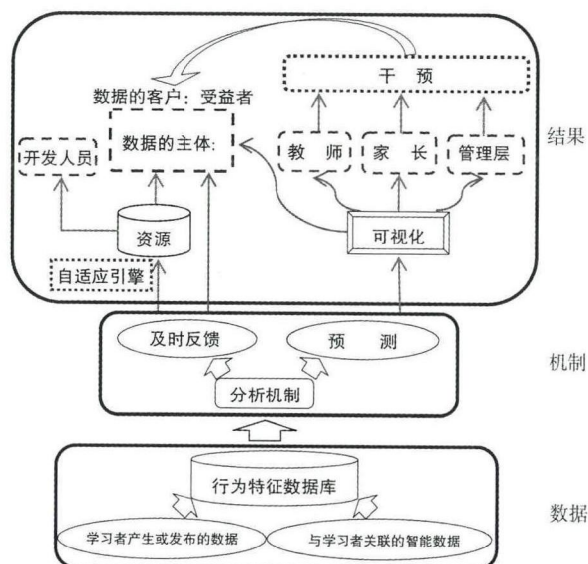 干 预
数据的客户：受益者
数据的主体:
开发人员
教 师
家 长
管理层
结果
资源
可视化
自适应引擎
及时反馈
预 测
机制
分析机制
行为特征数据库
数据
学习者产生或发布的数据
与学习者关联的智能数据